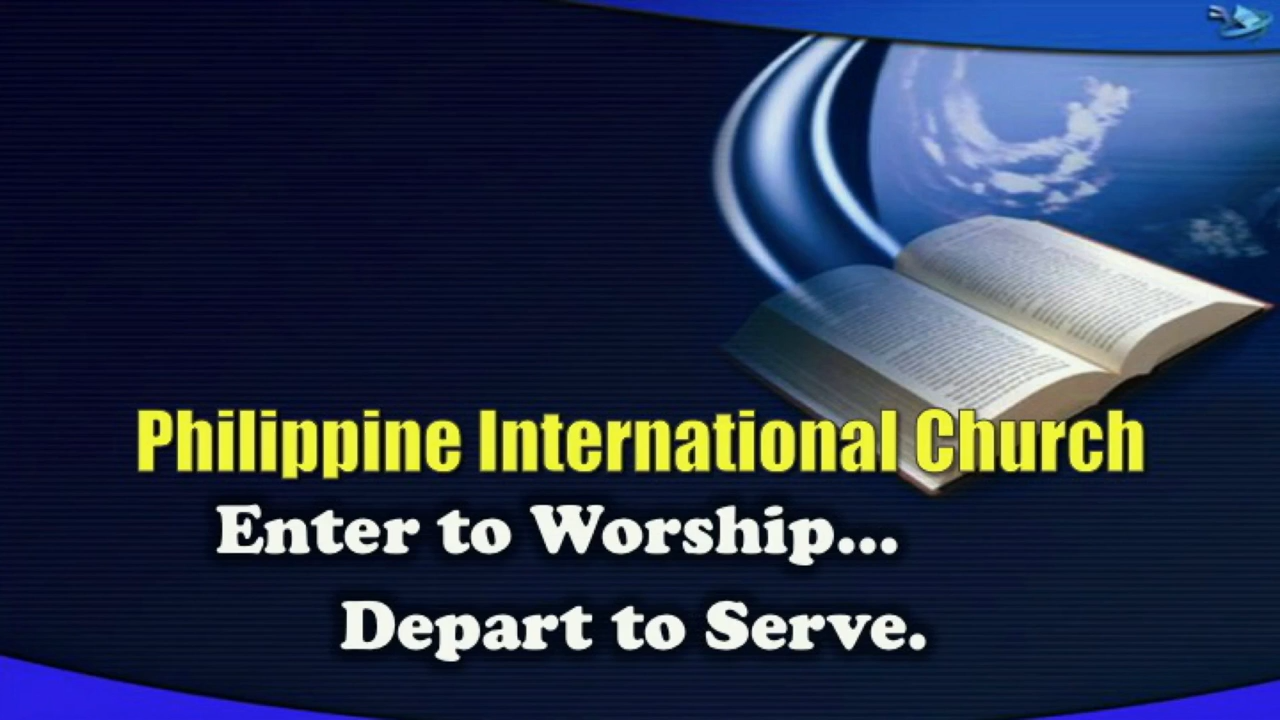 Philippine International Church
Enter to Worship...
Depart to Serve.